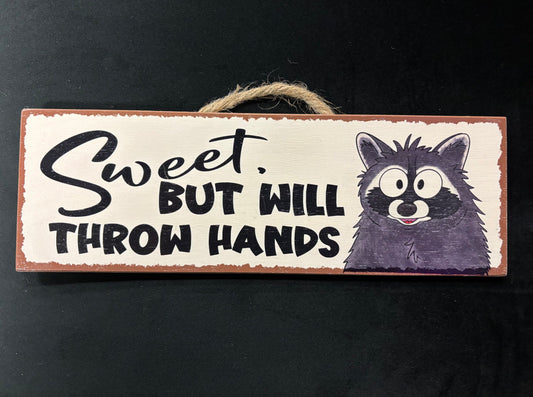 Sweet,
BUT WILL
THROW HANDS